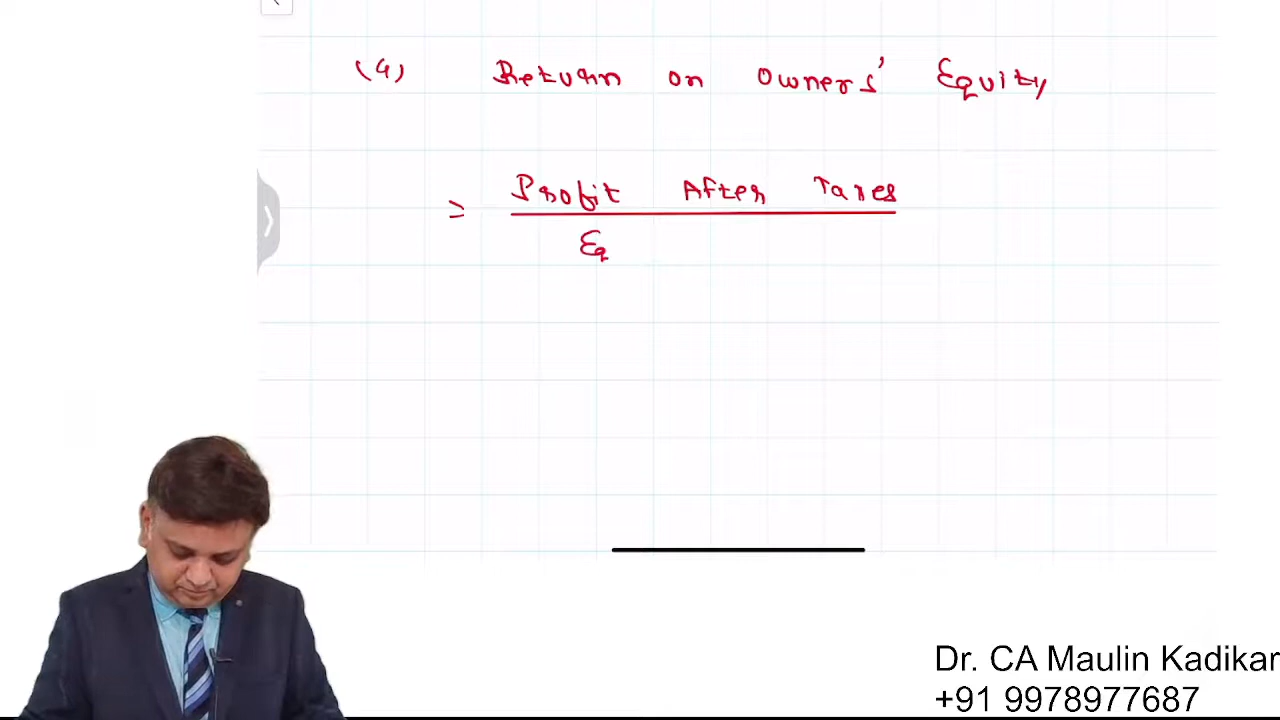 (4) Return on Owners' Equity
= Profit After Taxes
Eq
Dr. CA Maulin Kadikar
+91 9978977687